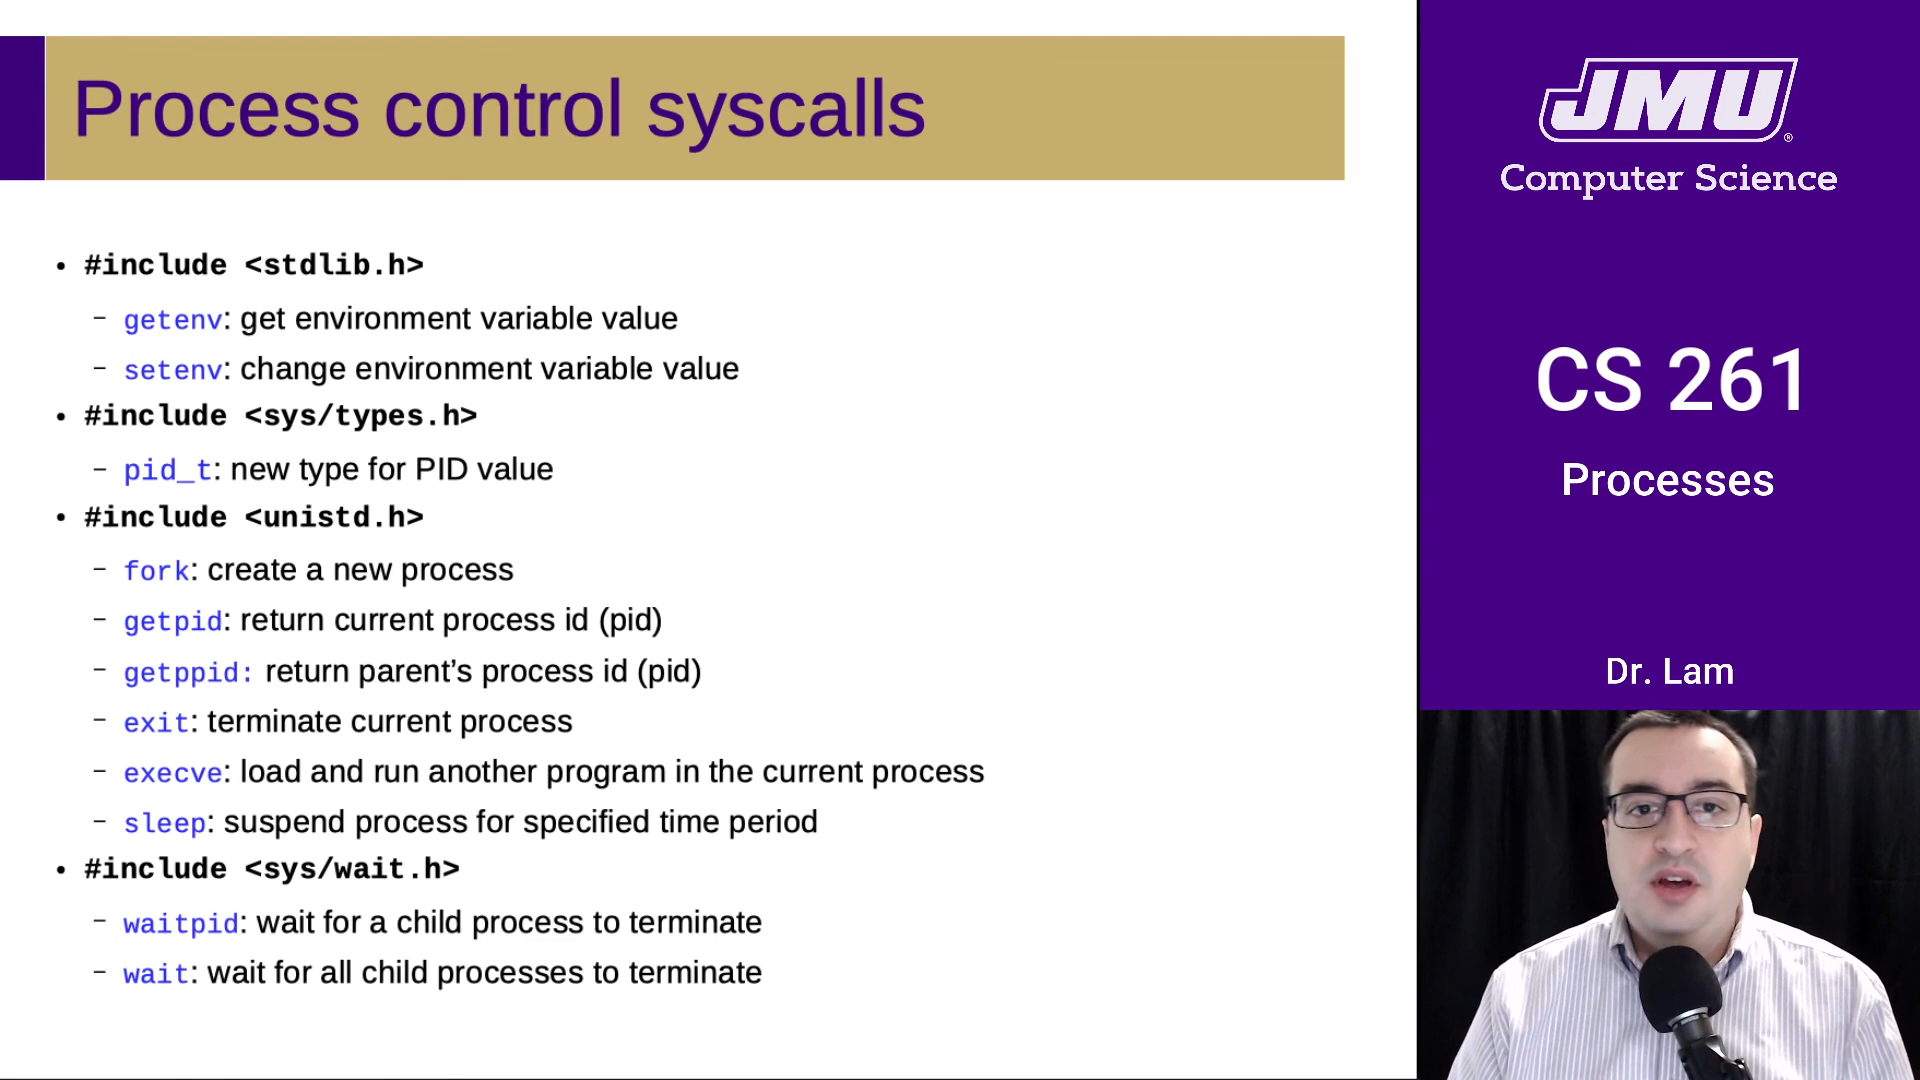 Process control syscalls
• #include <stdlib.h>
– getenv: get environment variable value
– setenv: change environment variable value
• #include <sys/types.h>
– pid_t: new type for PID value
• #include <unistd.h>
– fork: create a new process
– getpid: return current process id (pid)
– getppid: return parent’s process id (pid)
– exit: terminate current process
– execve: load and run another program in the current process
– sleep: suspend process for specified time period
• #include <sys/wait.h>
– waitpid: wait for a child process to terminate
– wait: wait for all child processes to terminate
JMU®
Computer Science
CS 261
Processes
Dr. Lam